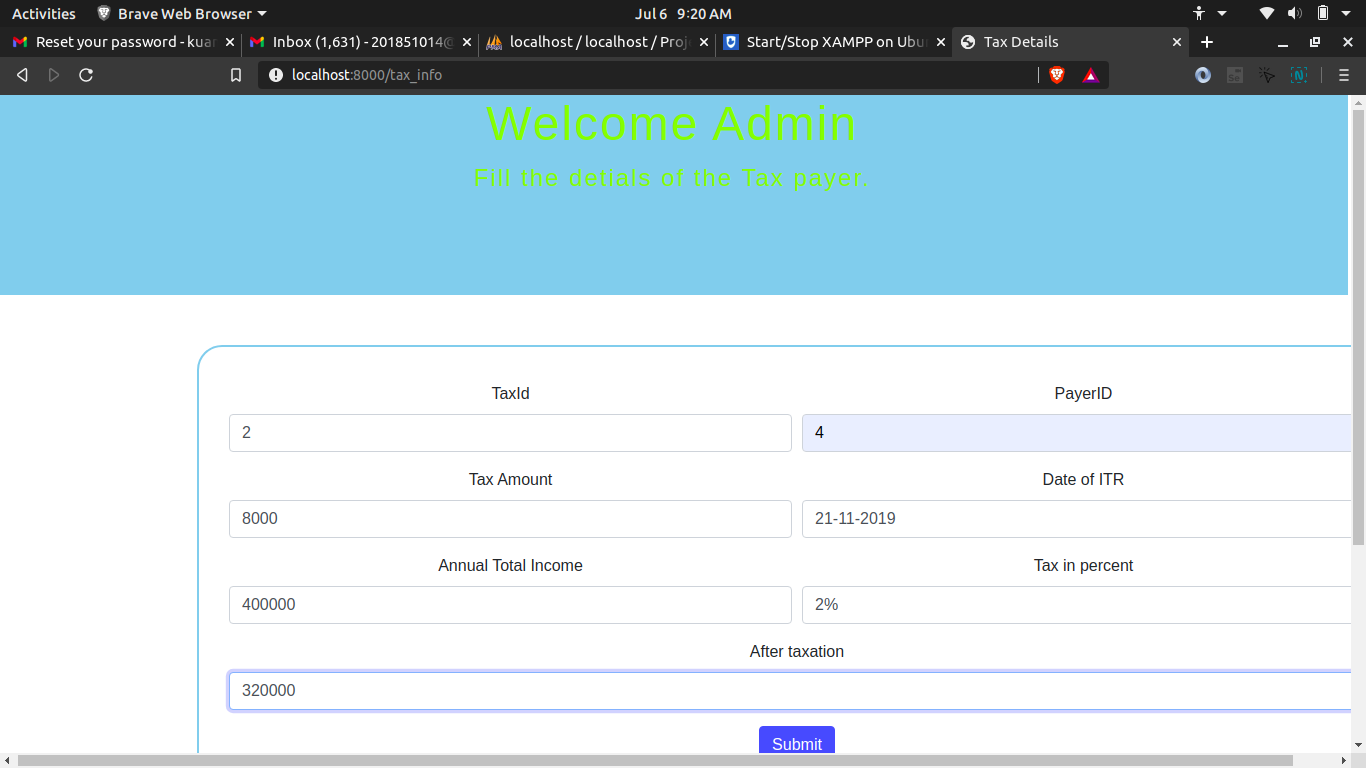 Activities Brave Web Browser Jul 6 9:20 AM
Reset your password - kuar Inbox (1,631) - 201851014@ localhost / localhost / Proj Start/Stop XAMPP on Ubu Tax Details
localhost:8000/tax_info
Welcome Admin
Fill the detials of the Tax payer.
TaxId PayerID
2 4
Tax Amount Date of ITR
8000 21-11-2019
Annual Total Income Tax in percent
400000 2%
After taxation
320000
Submit